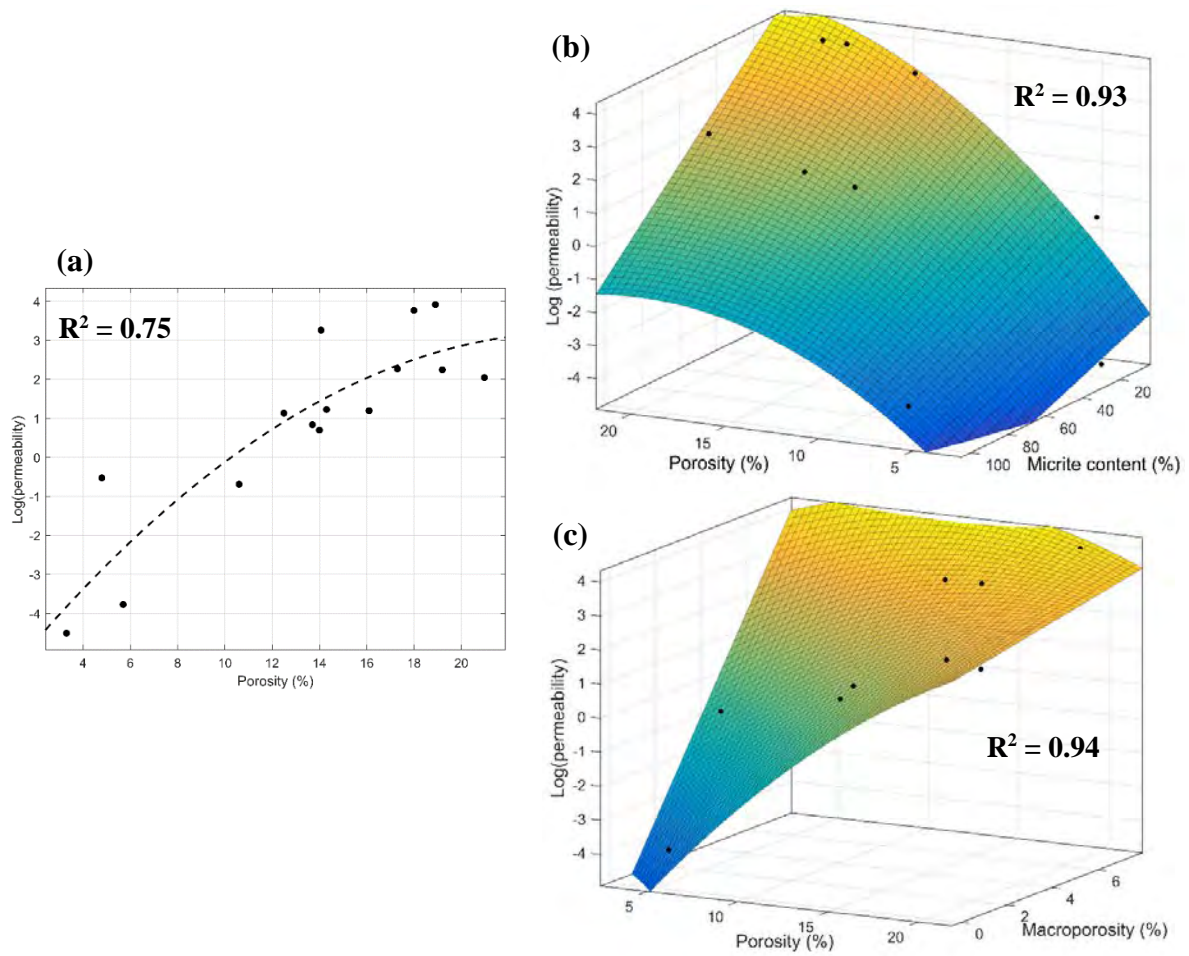 (a)
R² = 0.75
4
3
2
1
0
-1
-2
-3
-4
Log(permeability)
4 6 8 10 12 14 16 18 20
Porosity (%)
(b)
R² = 0.93
4
3
2
1
0
-1
-2
-3
-4
Log (permeability)
20 15 10 5
Porosity (%)
100 80 60 40 20
Micrite content (%)
(c)
R² = 0.94
4
3
2
1
0
-1
-2
-3
-4
Log(permeability)
5 10 15 20
Porosity (%)
0 2 4 6
Macroporosity (%)